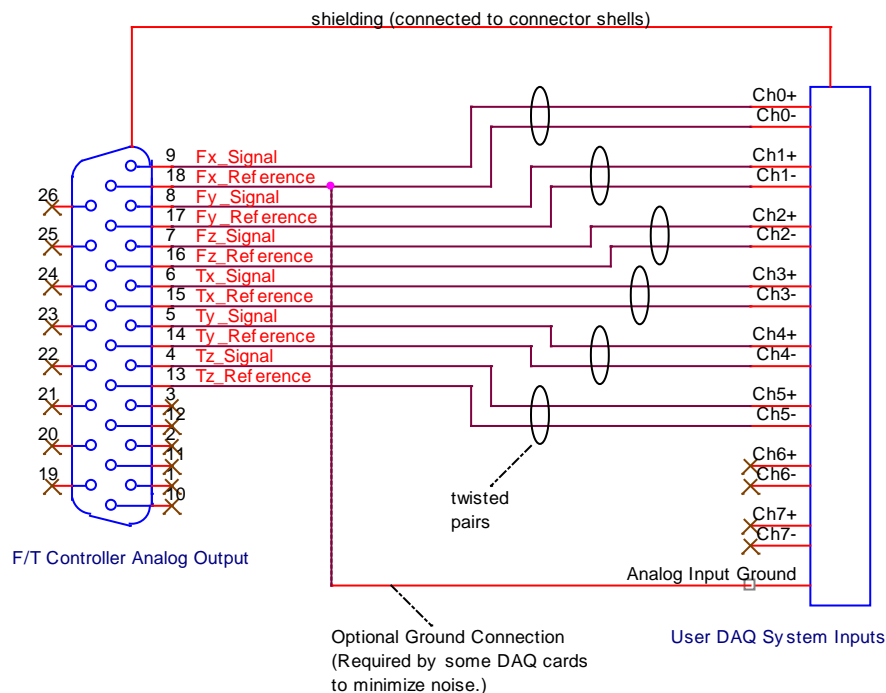 shielding (connected to connector shells)
Ch0+
Ch0-
9 Fx_Signal
18 Fx_Reference
Ch1+
Ch1-
26
8 Fy_Signal
17 Fy_Reference
Ch2+
Ch2-
25
7 Fz_Signal
16 Fz_Reference
24
6 Tx_Signal
Ch3+
15 Tx_Reference
Ch3-
23
5 Ty_Signal
14 Ty_Reference
Ch4+
Ch4-
22
4 Tz_Signal
13 Tz_Reference
21
3
Ch5+
12
Ch5-
20
2
11
Ch6+
Ch6-
19
1
10
twisted
pairs
Ch7+
Ch7-
F/T Controller Analog Output
Analog Input Ground
Optional Ground Connection
(Required by some DAQ cards
to minimize noise.)
User DAQ System Inputs